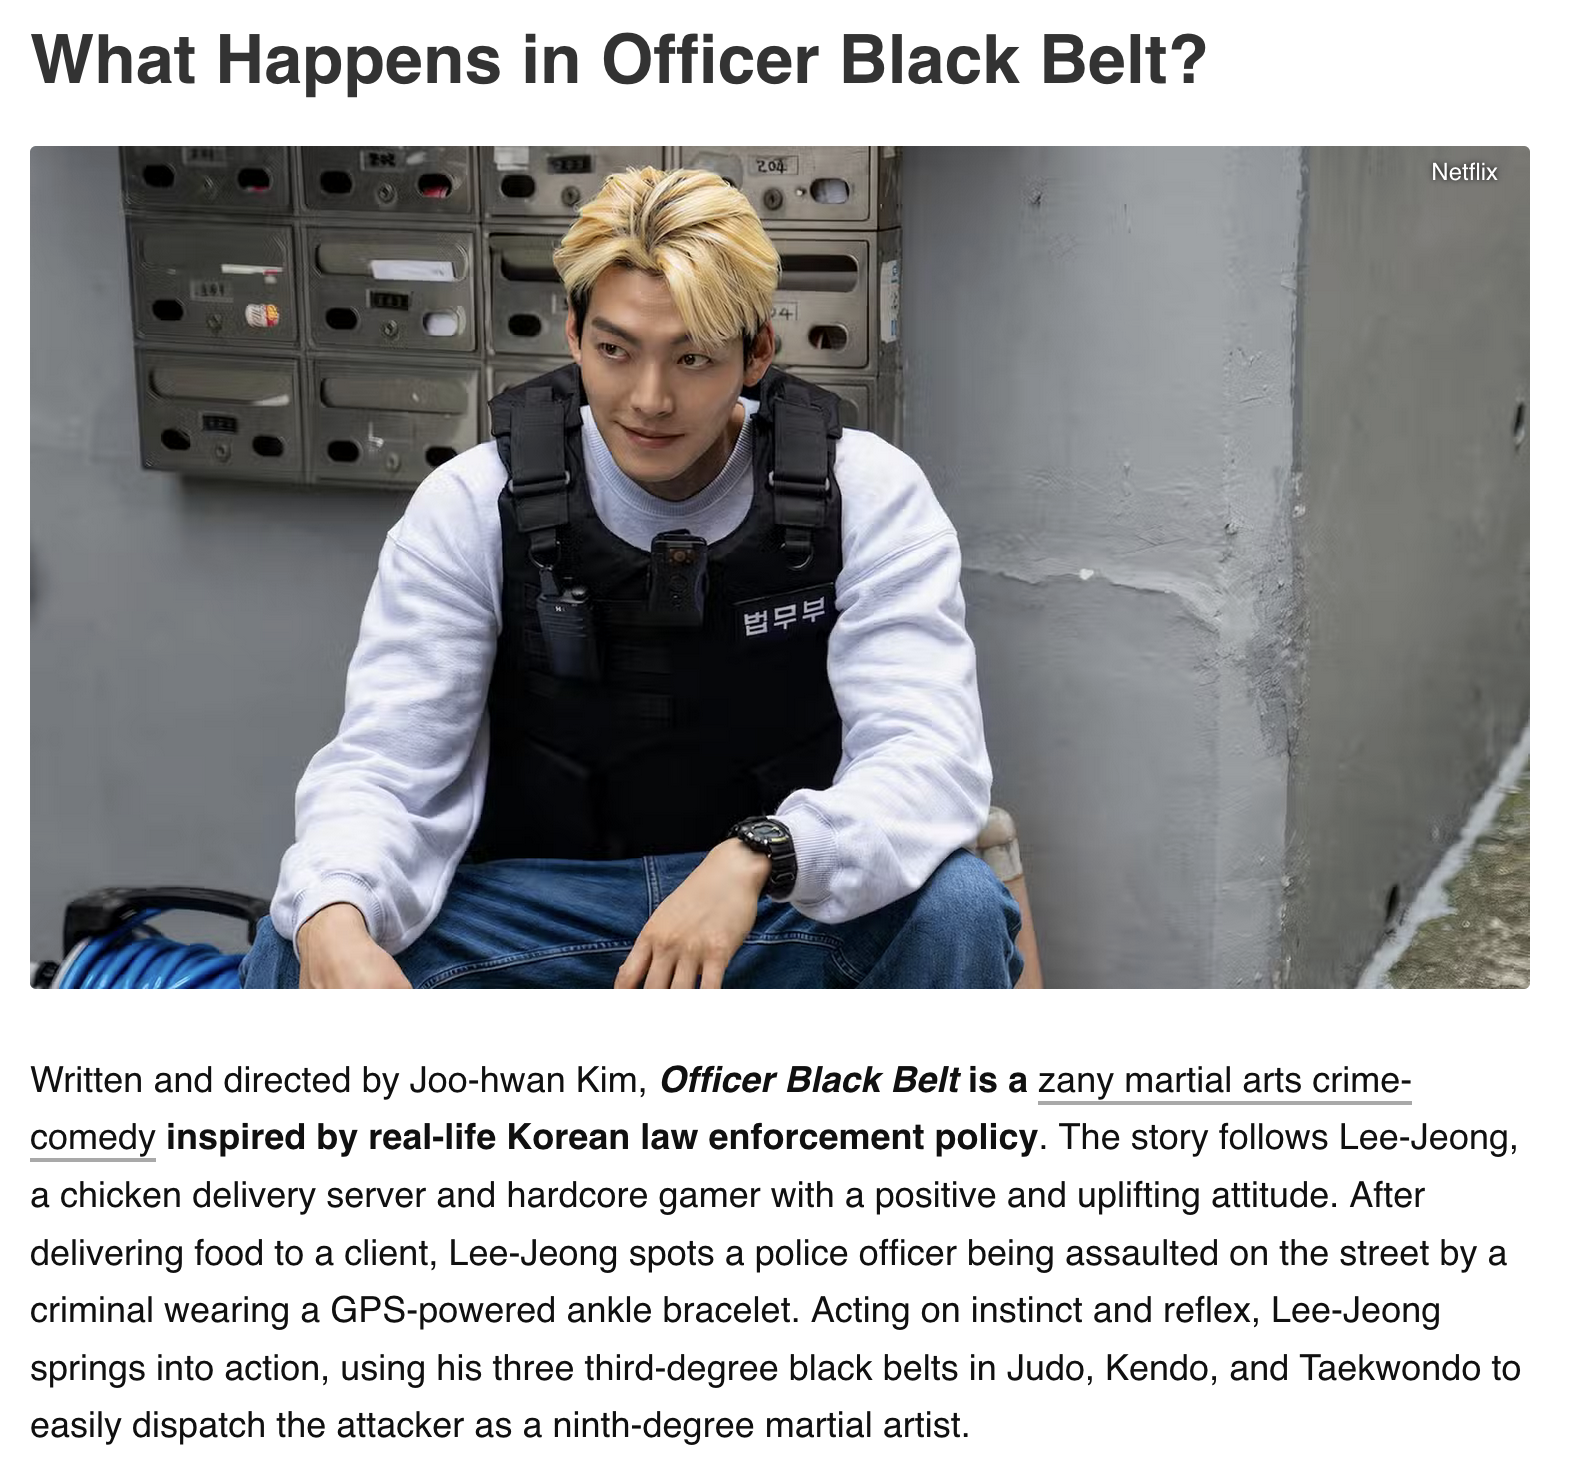 What Happens in Officer Black Belt?
Netflix
204
법무부
Written and directed by Joo-hwan Kim, Officer Black Belt is a zany martial arts crime-
comedy inspired by real-life Korean law enforcement policy. The story follows Lee-Jeong,
a chicken delivery server and hardcore gamer with a positive and uplifting attitude. After
delivering food to a client, Lee-Jeong spots a police officer being assaulted on the street by a
criminal wearing a GPS-powered ankle bracelet. Acting on instinct and reflex, Lee-Jeong
springs into action, using his three third-degree black belts in Judo, Kendo, and Taekwondo to
easily dispatch the attacker as a ninth-degree martial artist.